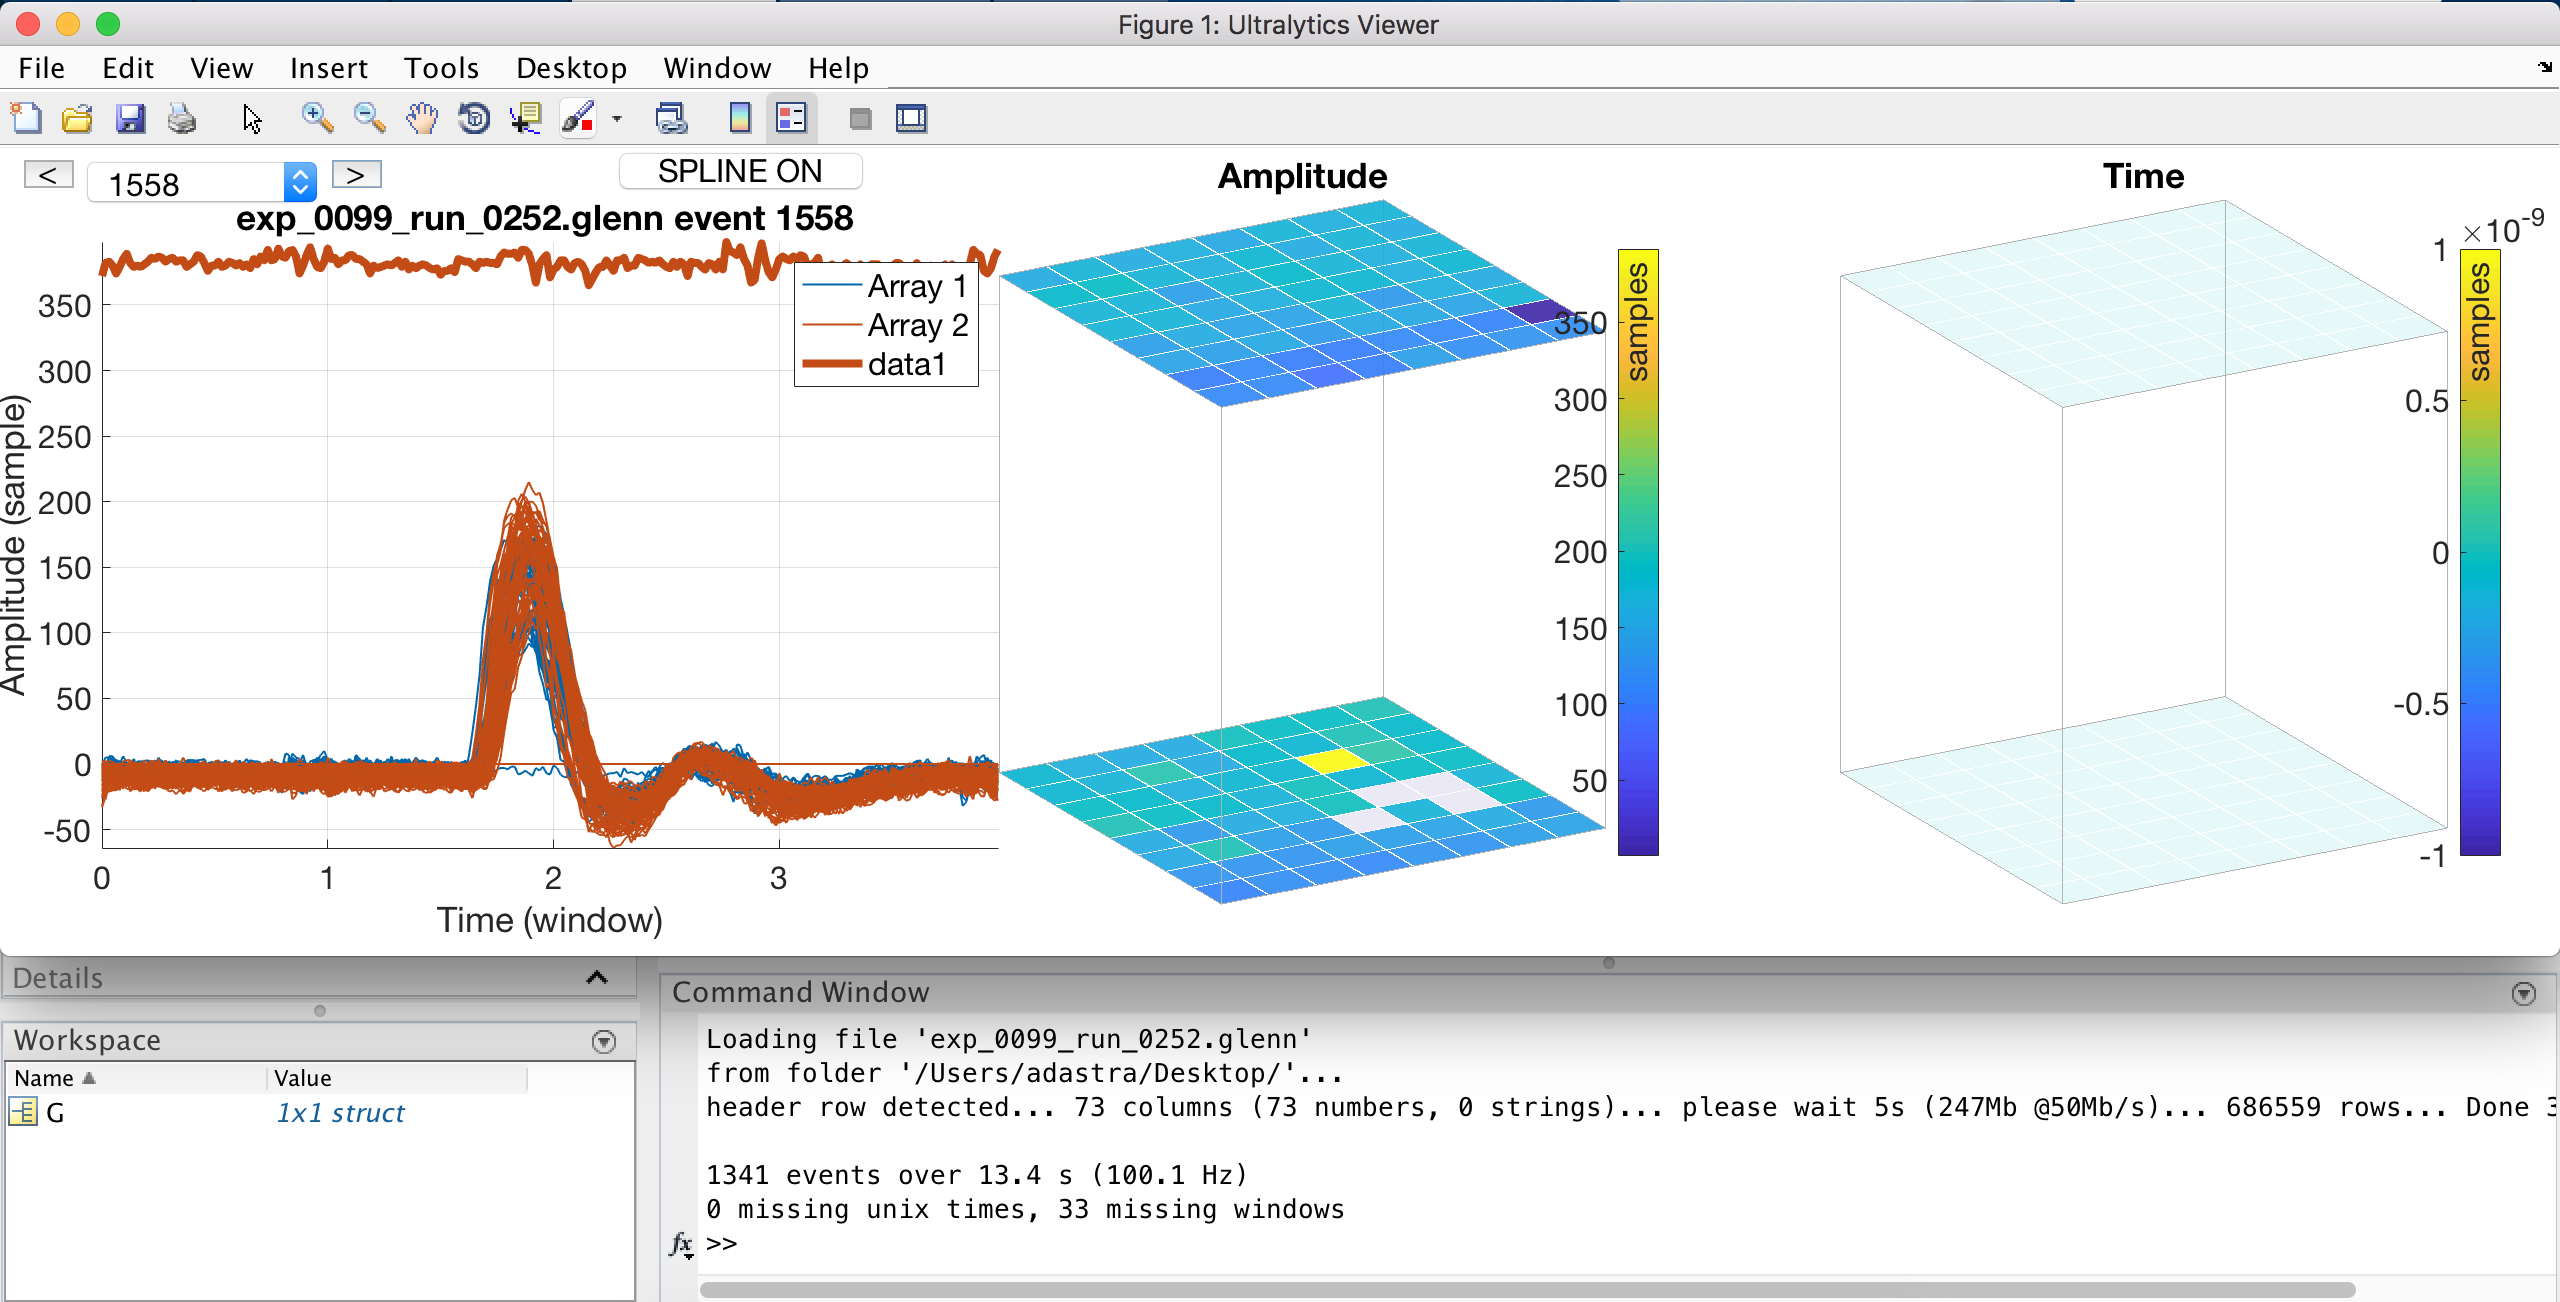 Figure 1: Ultralytics Viewer
File Edit View Insert Tools Desktop Window Help
< 1558 > SPLINE ON
exp_0099_run_0252.glenn event 1558
Array 1
Array 2
data1
350
300
250
200
150
100
50
0
-50
Amplitude (sample)
0 1 2 3
Time (window)
Amplitude
samples
350
300
250
200
150
100
50
Time
×10-9
samples
1
0.5
0
-0.5
-1
Details
Workspace
Name Value
G 1x1 struct
Command Window
Loading file 'exp_0099_run_0252.glenn'
from folder '/Users/adastra/Desktop/'...
header row detected... 73 columns (73 numbers, 0 strings)... please wait 5s (247Mb @50Mb/s)... 686559 rows... Done
1341 events over 13.4 s (100.1 Hz)
0 missing unix times, 33 missing windows
fx >>